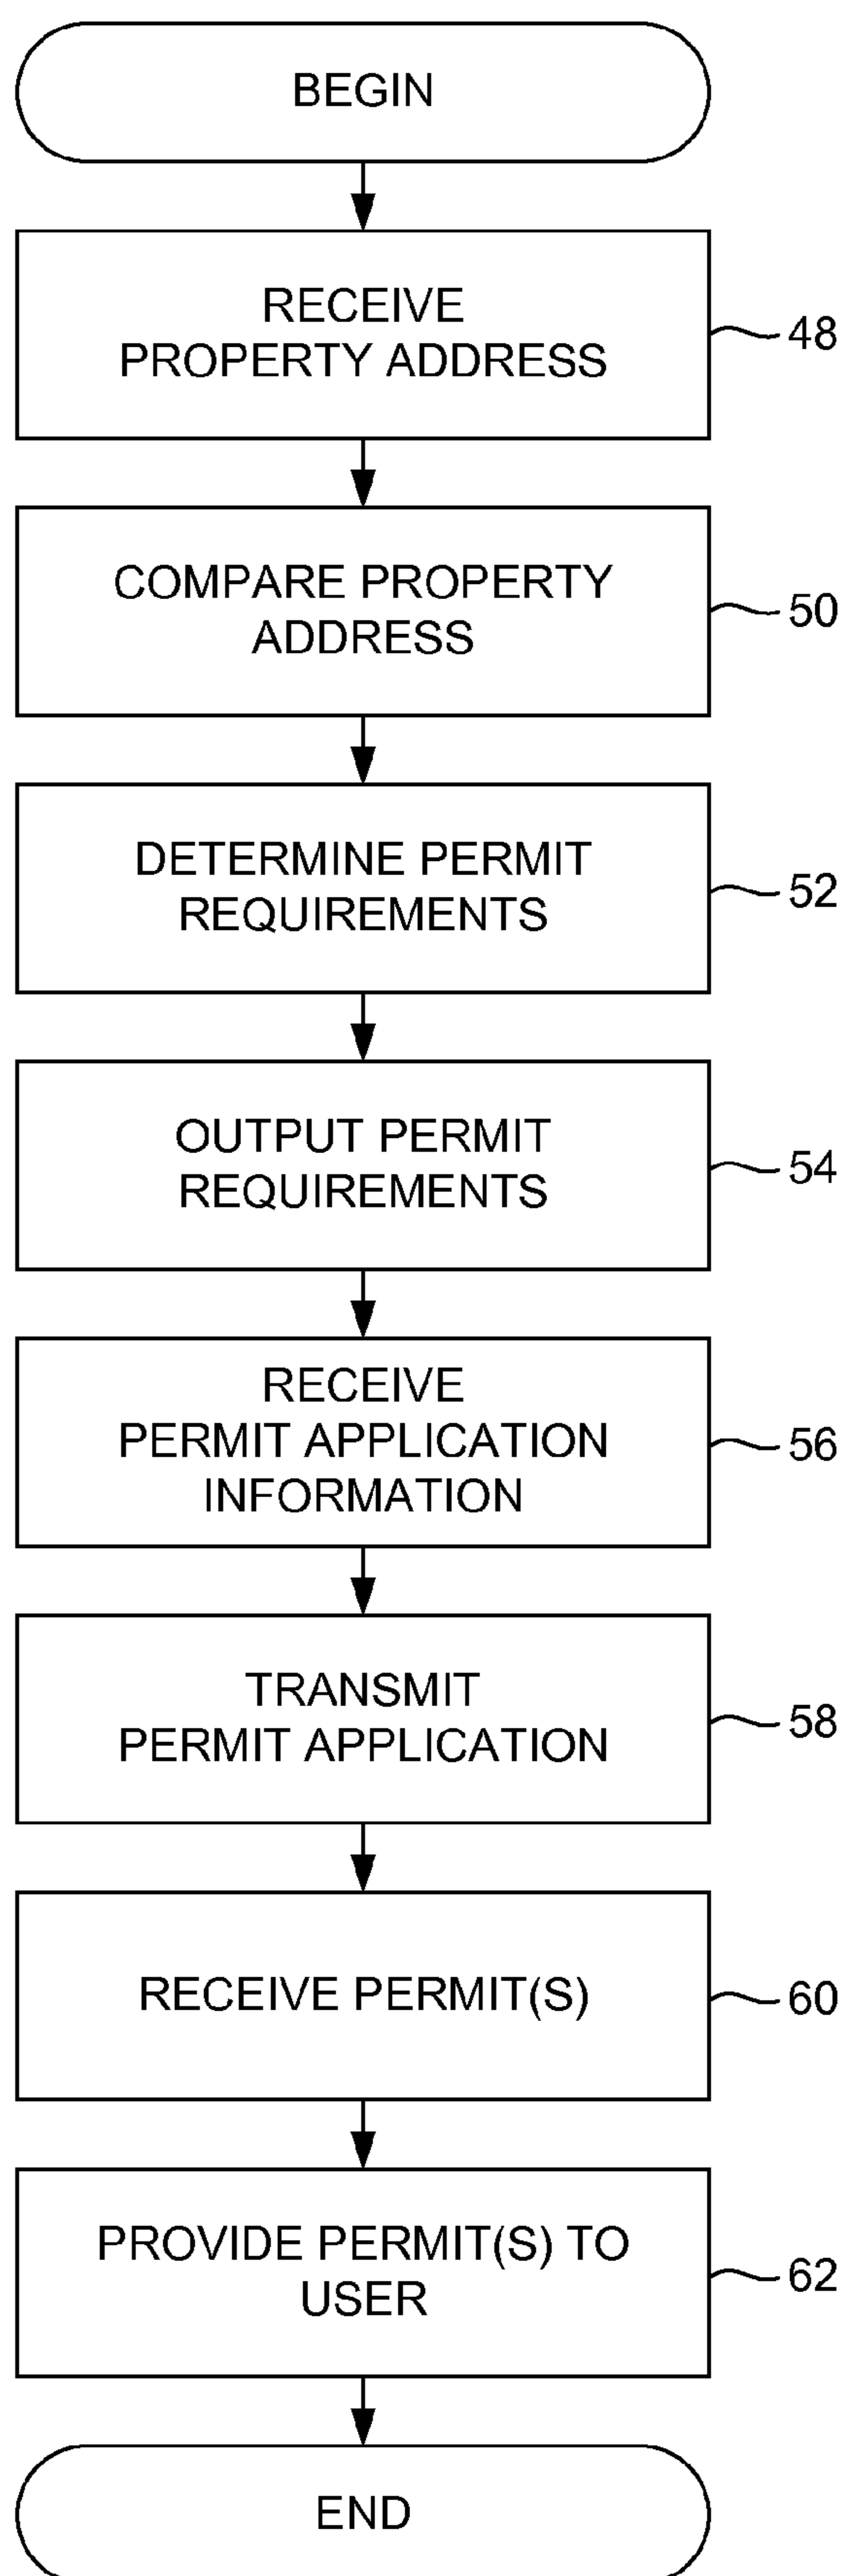 BEGIN
RECEIVE
PROPERTY ADDRESS
48
COMPARE PROPERTY
ADDRESS
50
DETERMINE PERMIT
REQUIREMENTS
52
OUTPUT PERMIT
REQUIREMENTS
54
RECEIVE
PERMIT APPLICATION
INFORMATION
56
TRANSMIT
PERMIT APPLICATION
58
RECEIVE PERMIT(S)
60
PROVIDE PERMIT(S) TO
USER
62
END